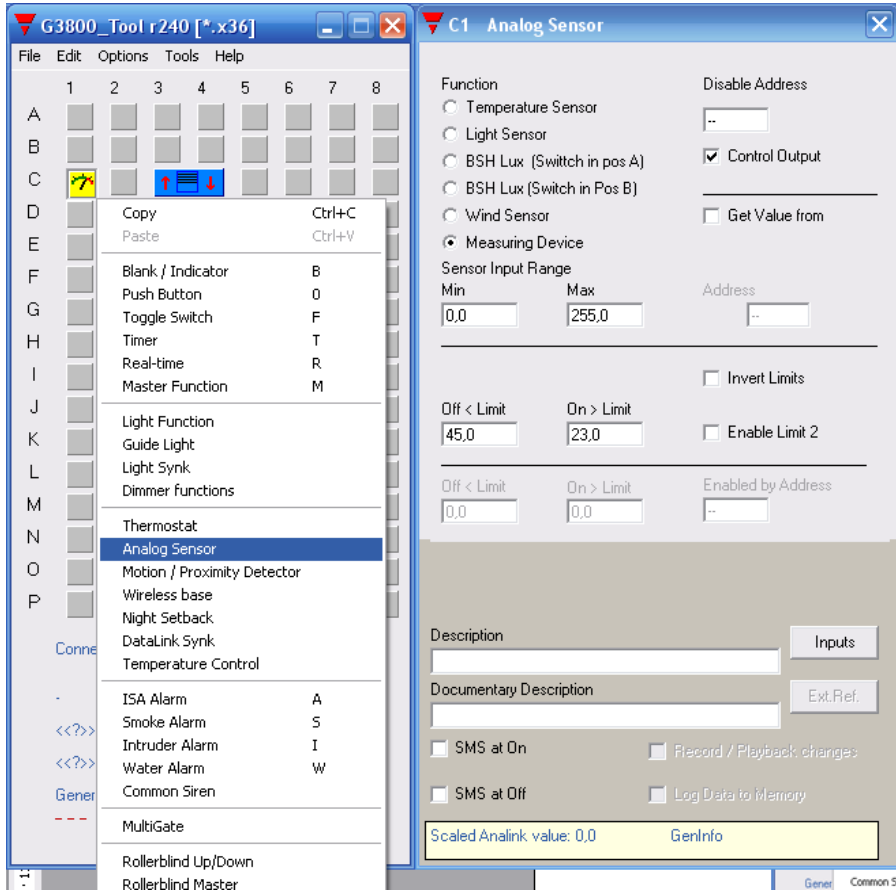 G3800_Tool r240 [*.x36]
File Edit Options Tools Help
1 2 3 4 5 6 7 8
A
B
C
D
E
F
G
H
I
J
K
L
M
N
O
P
Conne
-
<<?>>
<<?>>
Gener
---
Copy Ctrl+C
Paste Ctrl+V
Blank / Indicator B
Push Button 0
Toggle Switch F
Timer T
Real-time R
Master Function M
Light Function
Guide Light
Light Synk
Dimmer functions
Thermostat
Analog Sensor
Motion / Proximity Detector
Wireless base
Night Setback
DataLink Synk
Temperature Control
ISA Alarm A
Smoke Alarm S
Intruder Alarm I
Water Alarm W
Common Siren
MultiGate
Rollerblind Up/Down
Rollerblind Master
C1 Analog Sensor
Function Disable Address
Temperature Sensor
--
Light Sensor
BSH Lux (Swittch in pos A) Control Output
BSH Lux (Switch in Pos B)
Wind Sensor Get Value from
Measuring Device
Sensor Input Range
Min Max Address
0,0 255,0 --
Invert Limits
Off < Limit On > Limit
45,0 23,0 Enable Limit 2
Off < Limit On > Limit Enabled by Address
0,0 0,0 --
Description Inputs
Documentary Description Ext.Ref.
SMS at On Record / Playback changes
SMS at Off Log Data to Memory
Scaled Analink value: 0,0 GenInfo
Gener Common S